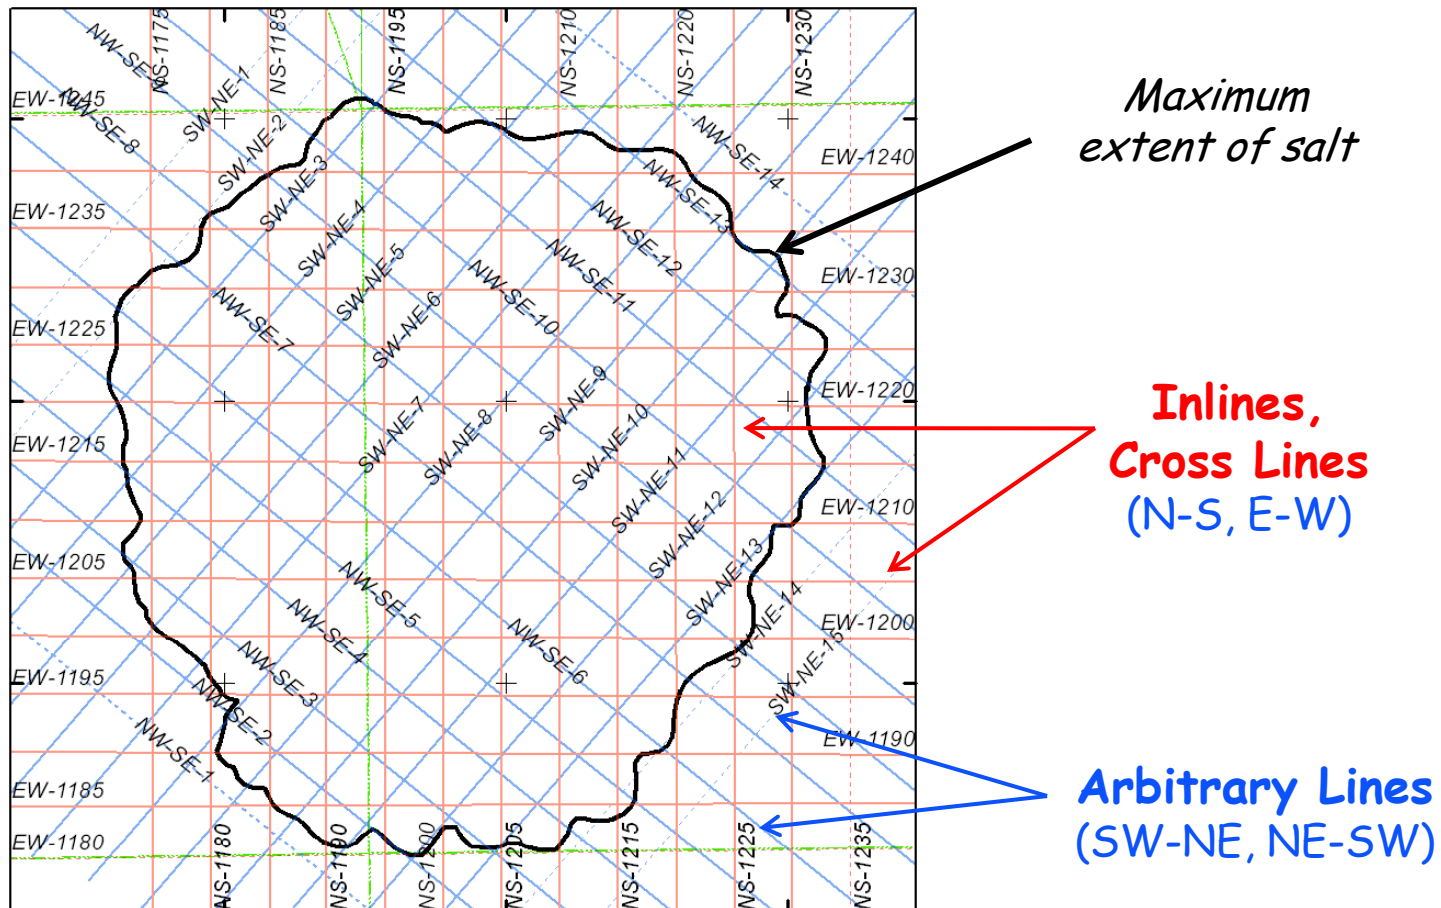 NS-1175
NS-1185
NS-1195
NS-1210
NS-1220
NS-1230
NW-SE-9
NW-SE-8
SW-NE-1
SW-NE-2
SW-NE-3
SW-NE-4
SW-NE-5
SW-NE-6
NW-SE-14
NW-SE-13
NW-SE-12
NW-SE-11
NW-SE-10
NW-SE-7
EW-1245
EW-1240
EW-1235
EW-1230
EW-1225
EW-1220
EW-1215
EW-1210
EW-1205
EW-1200
EW-1195
EW-1190
EW-1185
EW-1180
SW-NE-7
SW-NE-8
SW-NE-9
SW-NE-10
SW-NE-11
SW-NE-12
SW-NE-13
SW-NE-14
SW-NE-15
NW-SE-5
NW-SE-4
NW-SE-6
NW-SE-3
NW-SE-2
NW-SE-1
NS-1180
NS-1190
NS-1200
NS-1205
NS-1215
NS-1225
NS-1235
Maximum
extent of salt
Inlines,
Cross Lines
(N-S, E-W)
Arbitrary Lines
(SW-NE, NE-SW)